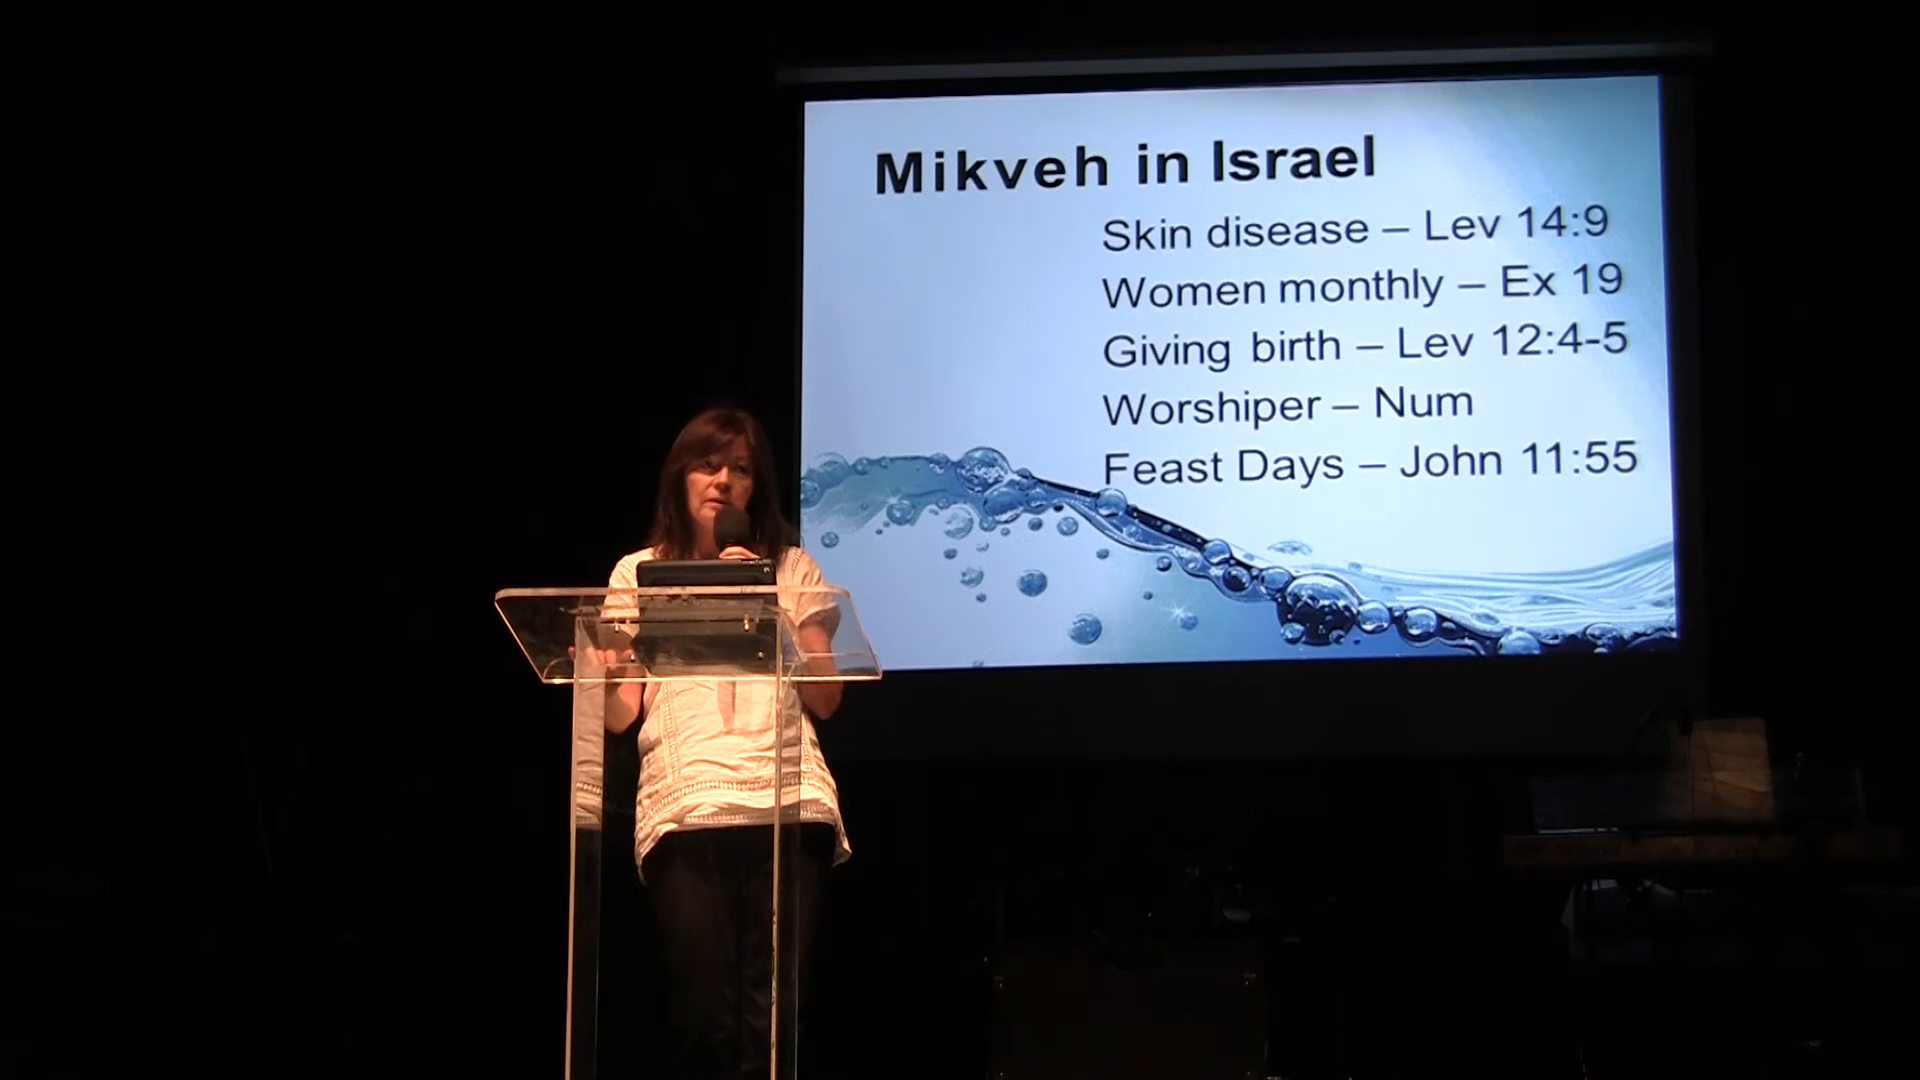 Mikveh in Israel
Skin disease – Lev 14:9
Women monthly – Ex 19
Giving birth – Lev 12:4-5
Worshiper – Num
Feast Days – John 11:55